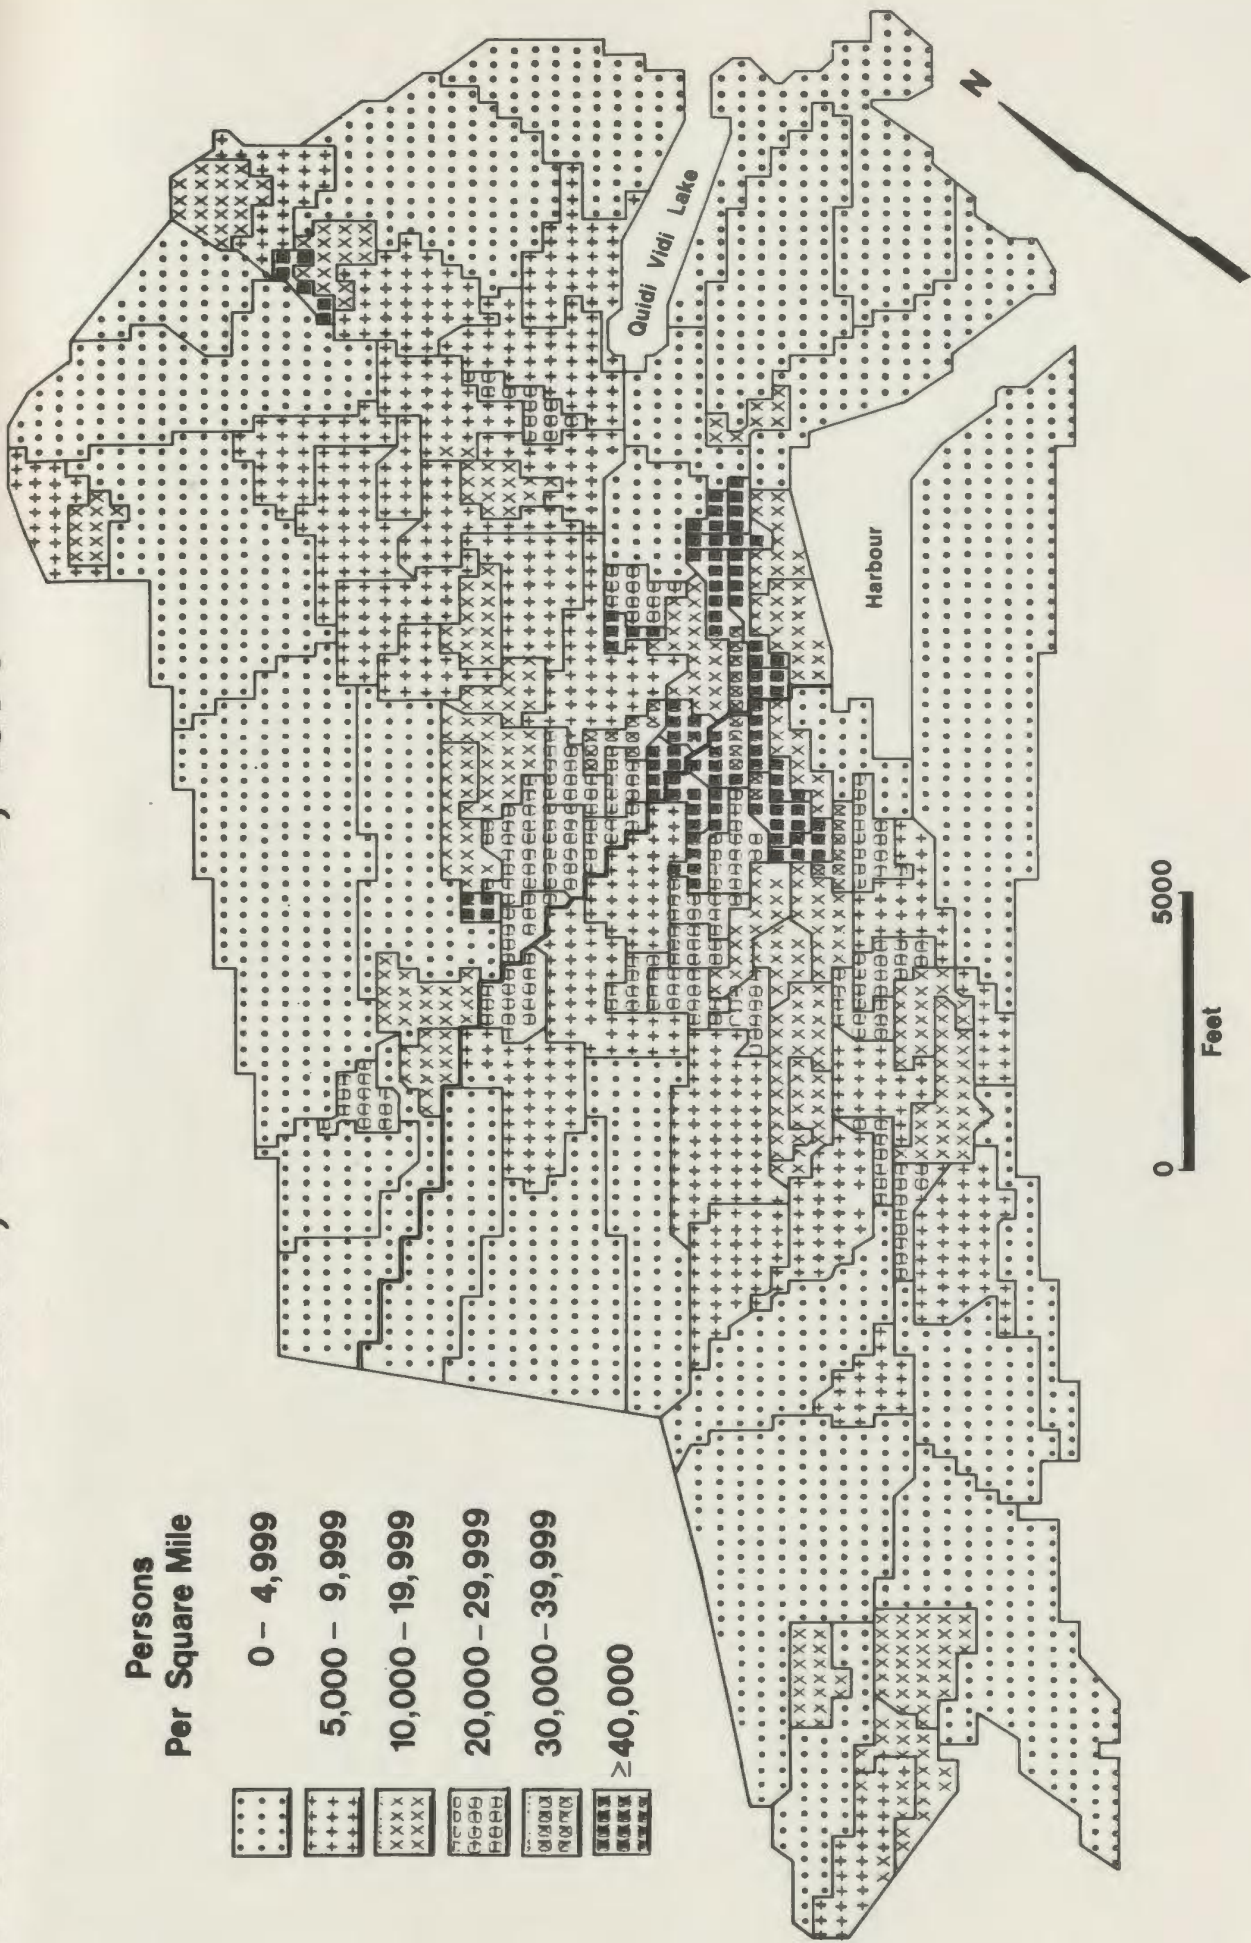 Persons
Per Square Mile
0 – 4,999
5,000 – 9,999
10,000 – 19,999
20,000 – 29,999
30,000 – 39,999
≥40,000
Quidi Vidi Lake
Harbour
N
0 5000
Feet